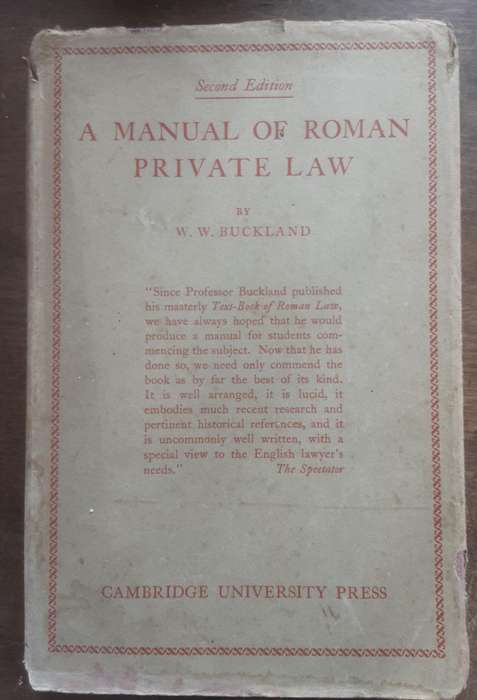 Second Edition
A MANUAL OF ROMAN
PRIVATE LAW
BY
W. W. BUCKLAND
"Since Professor Buckland published
his masterly Text-Book of Roman Law,
we have always hoped that he would
produce a manual for students com-
mencing the subject. Now that he has
done so, we need only commend the
book as by far the best of its kind.
It is well arranged, it is lucid, it
embodies much recent research and
pertinent historical references, and it
is uncommonly well written, with a
special view to the English lawyer's
needs." The Spectator
CAMBRIDGE UNIVERSITY PRESS